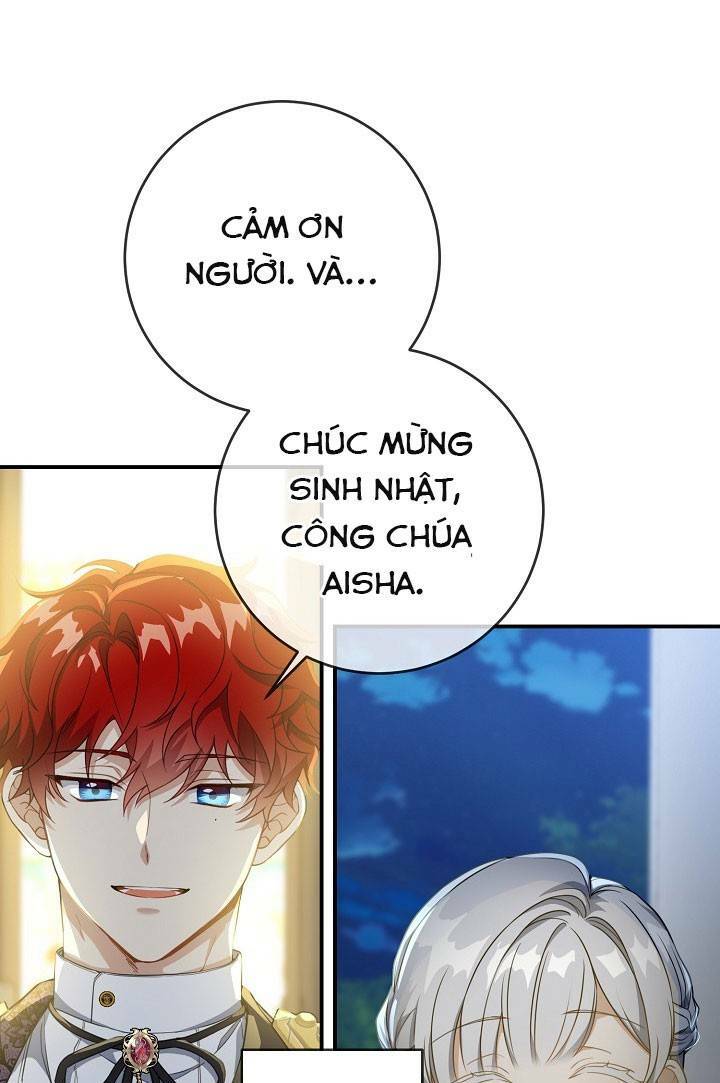 CẢM ƠN
NGƯỜI. VÀ...
CHÚC MỪNG
SINH NHẬT,
CÔNG CHÚA
AISHA.